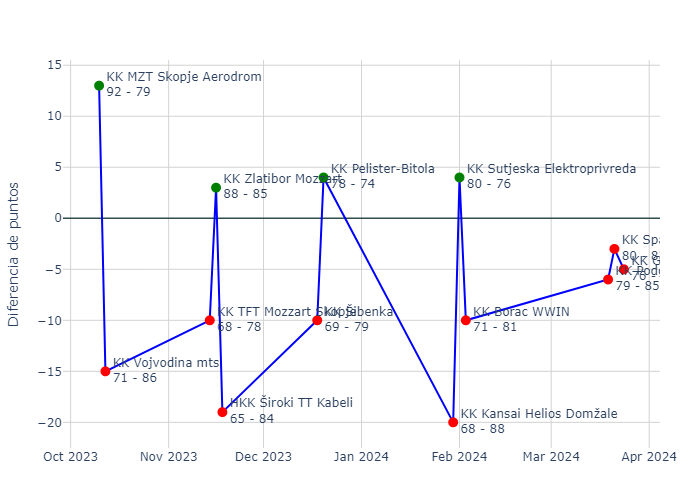 15
10
5
0
−5
−10
−15
−20
Diferencia de puntos
KK MZT Skopje Aerodrom
92 - 79
KK Vojvodina mts
71 - 86
KK TFT Mozzart Skopje
68 - 78
KK Zlatibor Mozzart
88 - 85
HKK Široki TT Kabeli
65 - 84
KK Šibenka
69 - 79
KK Pelister-Bitola
78 - 74
KK Kansai Helios Domžale
68 - 88
KK Sutjeska Elektroprivreda
80 - 76
KK Borac WWIN
71 - 81
79 - 85
KK Spa
80 -
KK G
Oct 2023
Nov 2023
Dec 2023
Jan 2024
Feb 2024
Mar 2024
Apr 2024